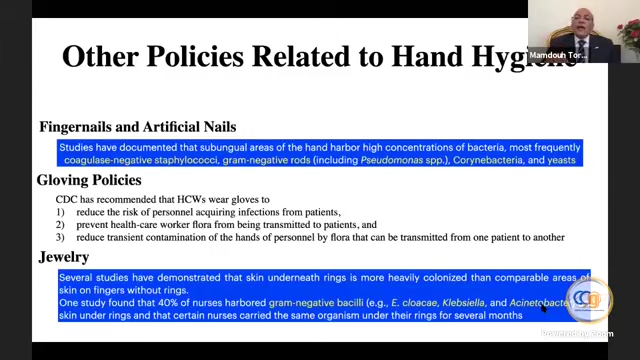 Other Policies Related to Hand Hygiene
Mamdouh Tor...
Fingernails and Artificial Nails
Studies have documented that subungual areas of the hand harbor high concentrations of bacteria, most frequently
coagulase-negative staphylococci, gram-negative rods (including Pseudomonas spp.), Corynebacteria, and yeasts
Gloving Policies
CDC has recommended that HCWs wear gloves to
1) reduce the risk of personnel acquiring infections from patients,
2) prevent health-care worker flora from being transmitted to patients, and
3) reduce transient contamination of the hands of personnel by flora that can be transmitted from one patient to another
Jewelry
Several studies have demonstrated that skin underneath rings is more heavily colonized than comparable areas of
skin on fingers without rings.
One study found that 40% of nurses harbored gram-negative bacilli (e.g., E. cloacae, Klebsiella, and Acinetobacte
skin under rings and that certain nurses carried the same organism under their rings for several months
Powered by Zoom